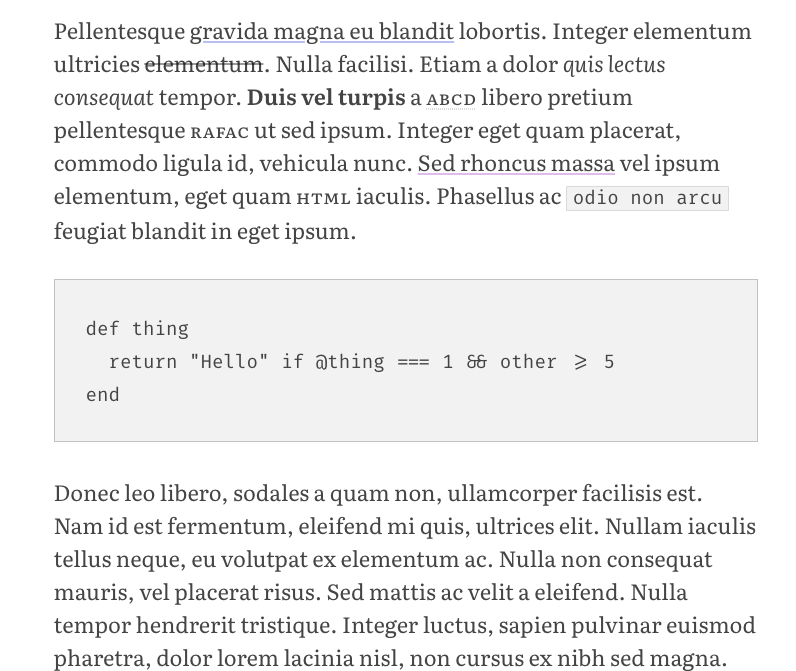 Pellentesque gravida magna eu blandit lobortis. Integer elementum
ultricies elementum. Nulla facilisi. Etiam a dolor quis lectus
consequat tempor. Duis vel turpis a ABCD libero pretium
pellentesque RAFAC ut sed ipsum. Integer eget quam placerat,
commodo ligula id, vehicula nunc. Sed rhoncus massa vel ipsum
elementum, eget quam HTML iaculis. Phasellus ac odio non arcu
feugiat blandit in eget ipsum.
def thing
  return "Hello" if @thing === 1 && other >= 5
end
Donec leo libero, sodales a quam non, ullamcorper facilisis est.
Nam id est fermentum, eleifend mi quis, ultrices elit. Nullam iaculis
tellus neque, eu volutpat ex elementum ac. Nulla non consequat
mauris, vel placerat risus. Sed mattis ac velit a eleifend. Nulla
tempor hendrerit tristique. Integer luctus, sapien pulvinar euismod
pharetra, dolor lorem lacinia nisl, non cursus ex nibh sed magna.